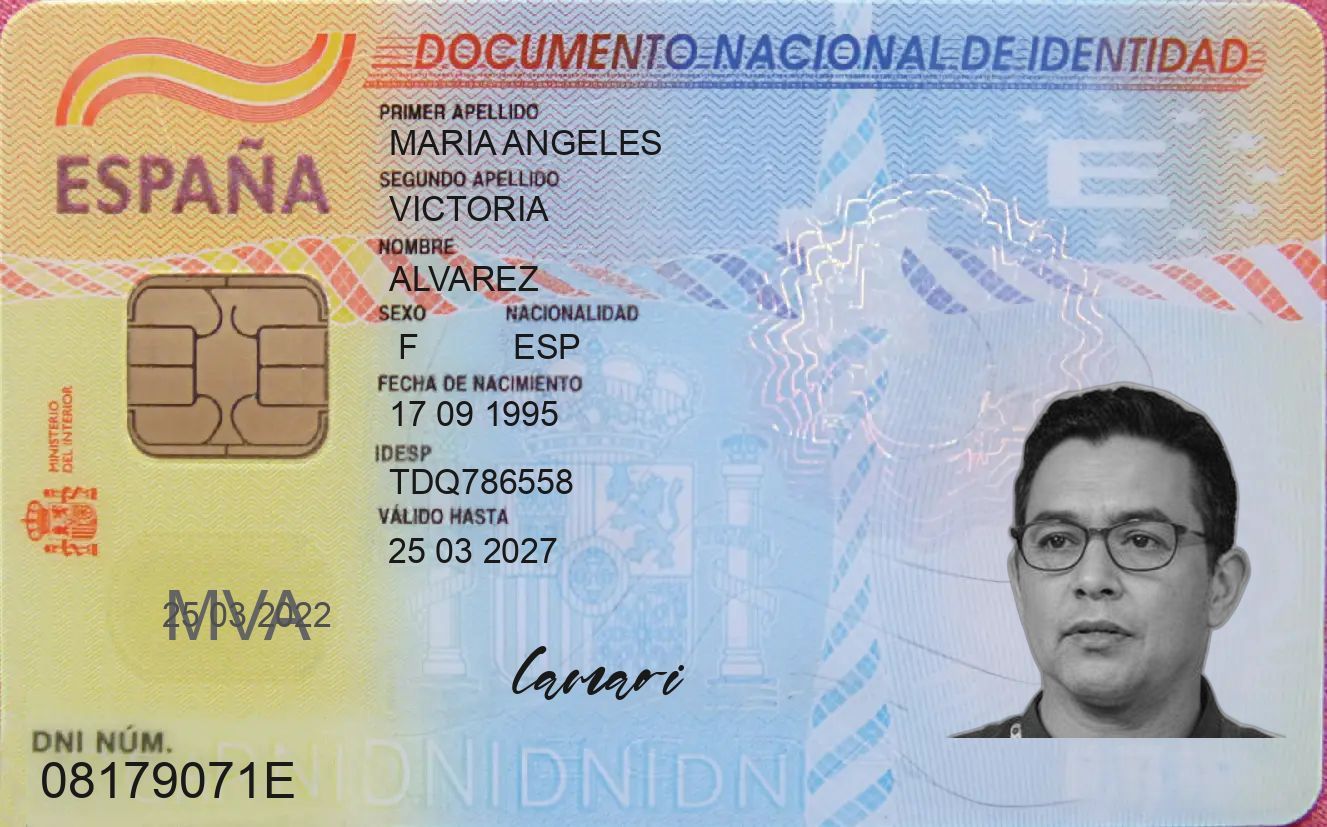 DOCUMENTO NACIONAL DE IDENTIDAD
ESPAÑA
PRIMER APELLIDO
MARIA ANGELES
SEGUNDO APELLIDO
VICTORIA
NOMBRE
ALVAREZ
SEXO NACIONALIDAD
F ESP
FECHA DE NACIMIENTO
17 09 1995
IDESP
TDQ786558
VÁLIDO HASTA
25 03 2027
MINISTERIO
DEL INTERIOR
25 03 2022
MVA
Camari
DNI NÚM.
08179071E
E
DNIDNIDNIDNIDN